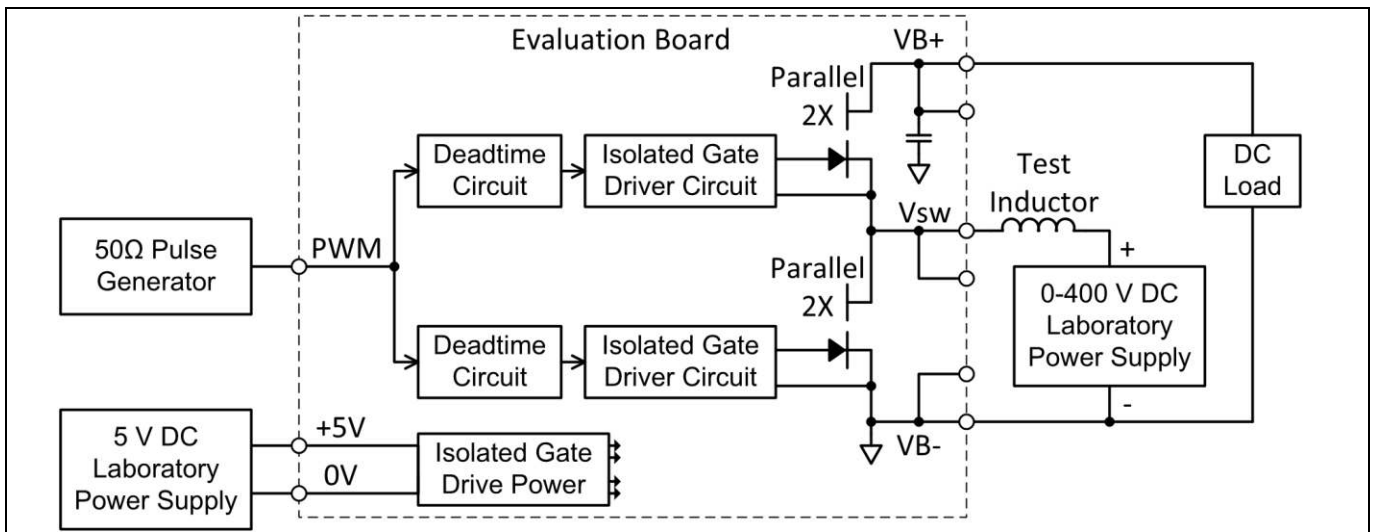 Evaluation Board
VB+
Parallel
2X
Deadtime
Circuit
Isolated Gate
Driver Circuit
Test
Inductor
DC
Load
50Ω Pulse
Generator
PWM
Vsw
+
Parallel
2X
0-400 V DC
Laboratory
Power Supply
Deadtime
Circuit
Isolated Gate
Driver Circuit
-
VB-
5 V DC
Laboratory
Power Supply
+5V
0V
Isolated Gate
Drive Power